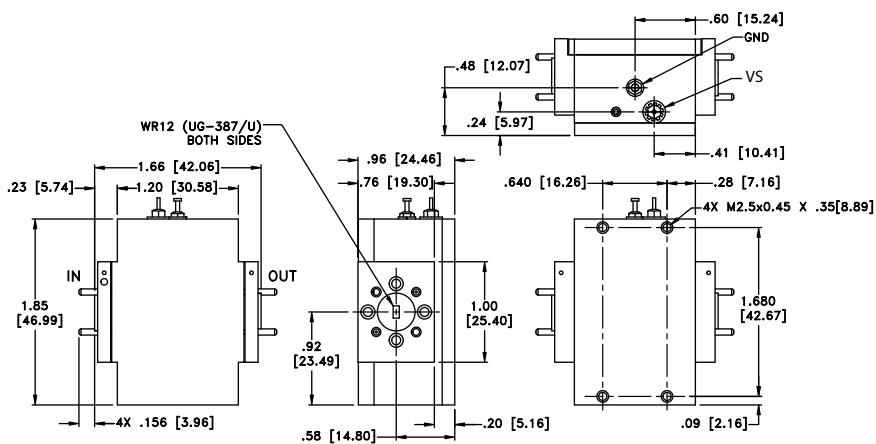 .60 [15.24]
GND
.48 [12.07]
VS
.24 [5.97]
.41 [10.41]
WR12 (UG-387/U)
BOTH SIDES
1.66 [42.06]
.96 [24.46]
.23 [5.74]
1.20 [30.58]
.76 [19.30]
.640 [16.26]
.28 [7.16]
4X M2.5x0.45 X .35[8.89]
IN
OUT
1.85
[46.99]
1.00
[25.40]
1.680
[42.67]
.92
[23.49]
4X .156 [3.96]
.20 [5.16]
.09 [2.16]
.58 [14.80]